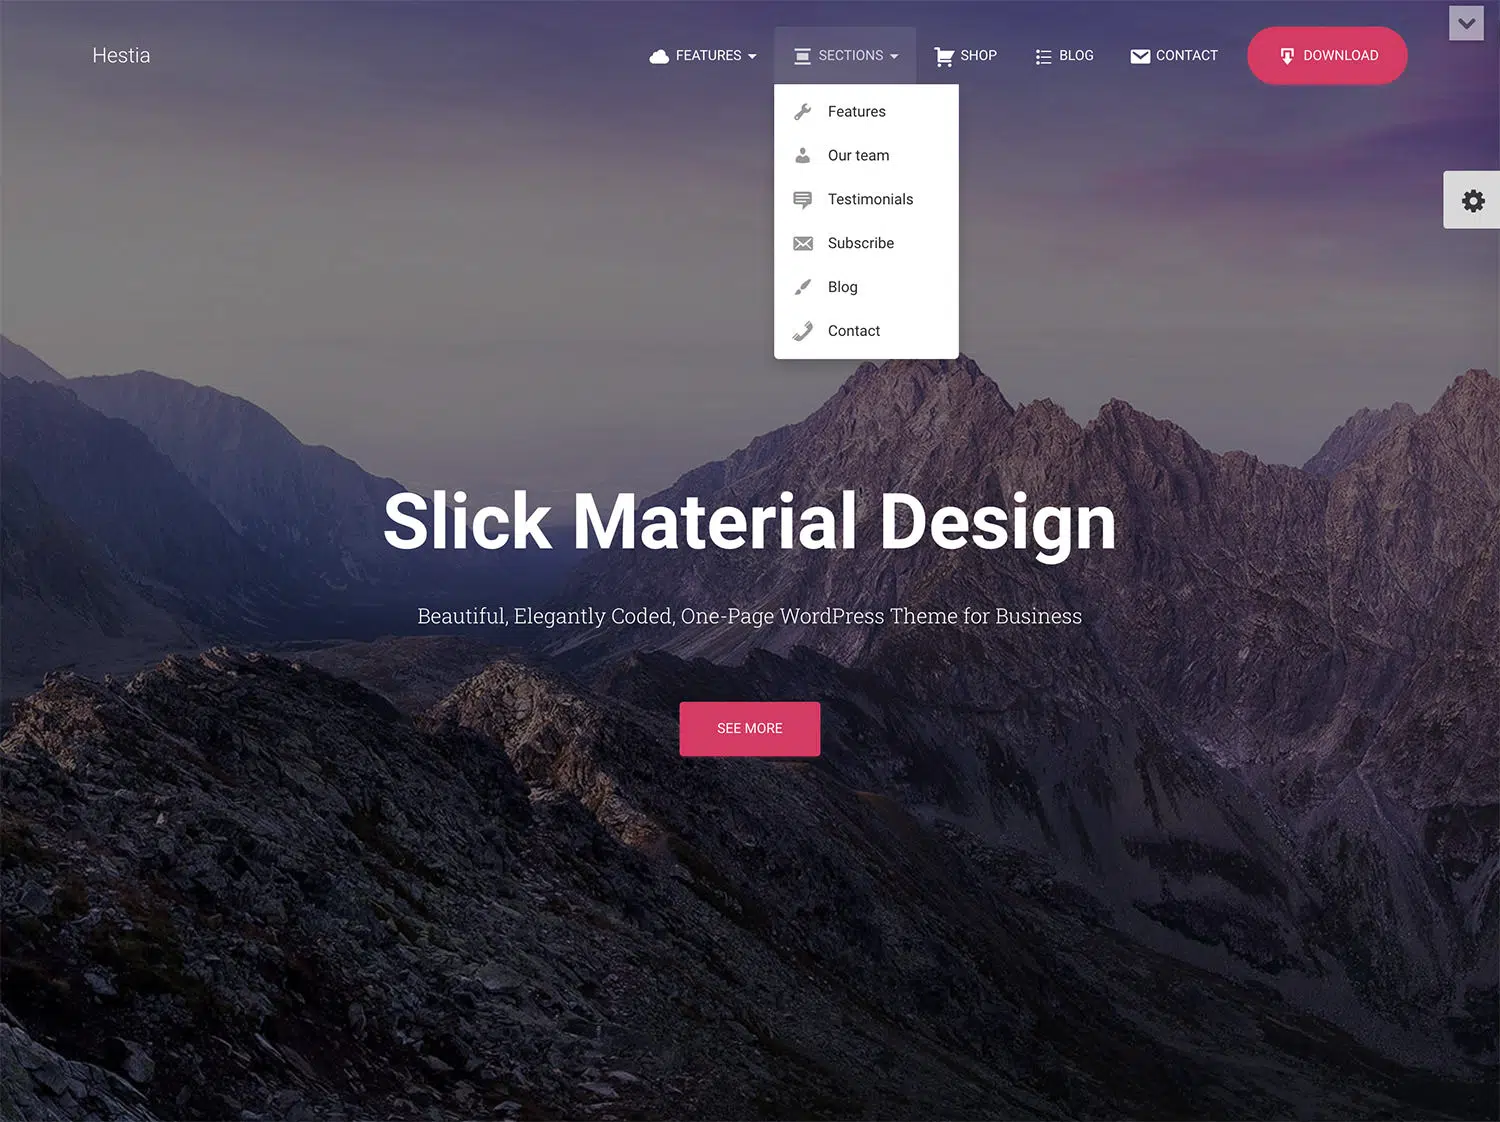 Hestia
FEATURES
SECTIONS
SHOP
BLOG
CONTACT
DOWNLOAD
Features
Our team
Testimonials
Subscribe
Blog
Contact
Slick Material Design
Beautiful, Elegantly Coded, One-Page WordPress Theme for Business
SEE MORE